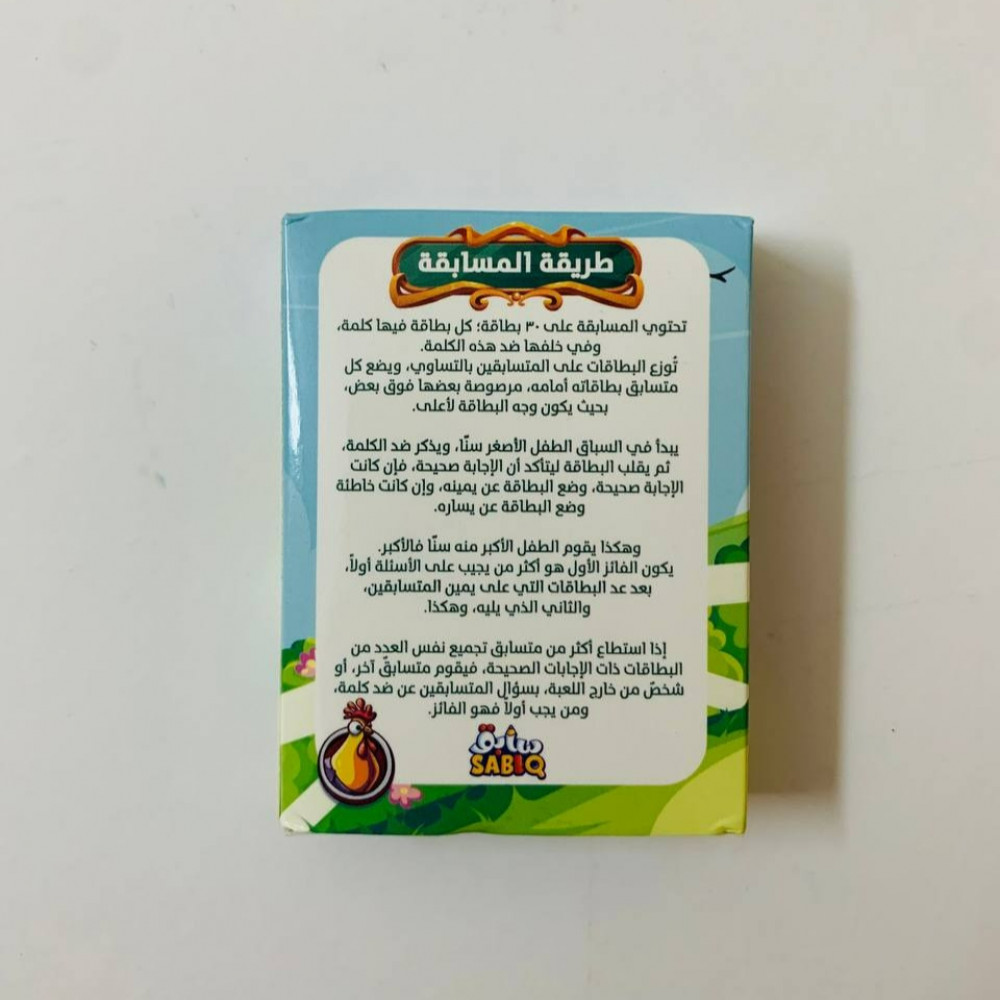 طريقة المسابقة
تحتوي المسابقة على ٣٠ بطاقة؛ كل بطاقة فيها كلمة،
وفي خلفها ضد هذه الكلمة.
تُوزع البطاقات على المتسابقين بالتساوي، ويضع كل
متسابق بطاقاته أمامه، مرصوصة بعضها فوق بعض،
بحيث يكون وجه البطاقة لأعلى.
يبدأ في السباق الطفل الأصغر سنًّا، ويذكر ضد الكلمة،
ثم يقلب البطاقة ليتأكد أن الإجابة صحيحة، فإن كانت
الإجابة صحيحة، وضع البطاقة عن يمينه، وإن كانت خاطئة
وضع البطاقة عن يساره.
وهكذا يقوم الطفل الأكبر منه سنًّا فالأكبر.
يكون الفائز الأول هو أكثر من يجيب على الأسئلة أولاً،
بعد عد البطاقات التي على يمين المتسابقين،
والثاني الذي يليه، وهكذا.
إذا استطاع أكثر من متسابق تجميع نفس العدد من
البطاقات ذات الإجابات الصحيحة، فيقوم متسابقٌ آخر، أو
شخصٌ من خارج اللعبة، بسؤال المتسابقين عن ضد كلمة،
ومن يجب أولاً فهو الفائز.
سابق
SABIQ